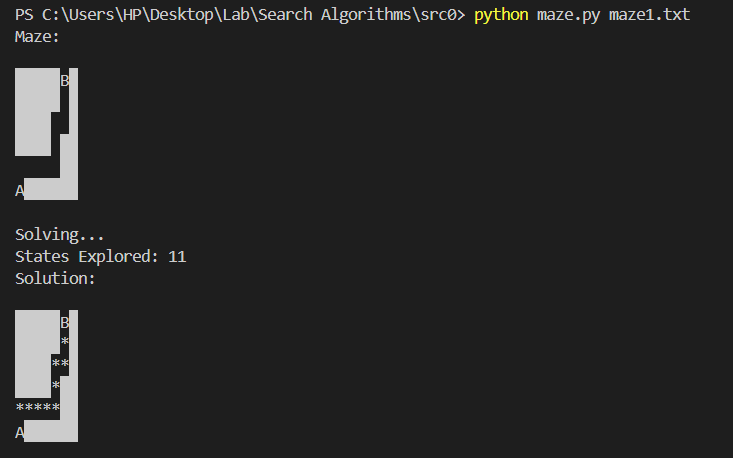 PS C:\Users\HP\Desktop\Lab\Search Algorithms\src0> python maze.py maze1.txt
Maze:
█████B█
█████ █
████  █
████ ██
     ██
A██████
Solving...
States Explored: 11
Solution:
█████B█
█████*█
████**█
████*██
*****██
A██████